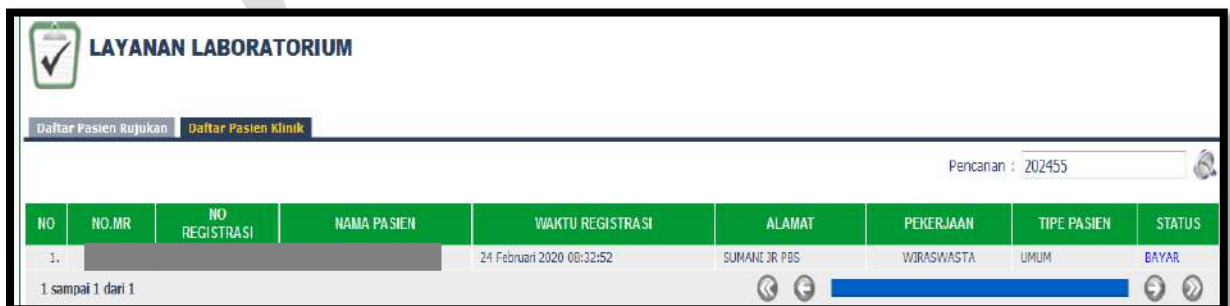 LAYANAN LABORATORIUM
Daftar Pasien Rujukan Daftar Pasien Klinik
Pencarian : 202455
NO NO.MR NO REGISTRASI NAMA PASIEN WAKTU REGISTRASI ALAMAT PEKERJAAN TIPE PASIEN STATUS
1. 24 Februari 2020 08:32:52 SUMANI JR PBS WIRASWASTA UMUM BAYAR
1 sampai 1 dari 1